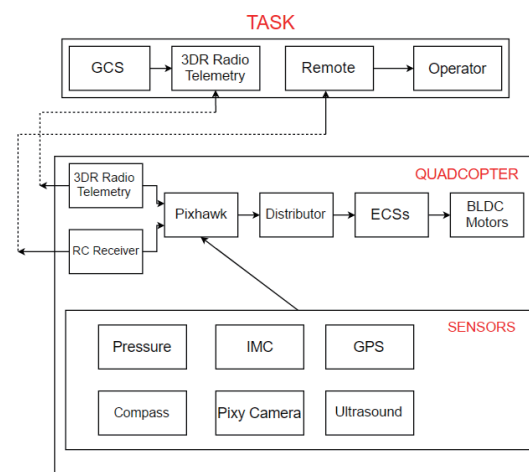 TASK
GCS
3DR Radio
Telemetry
Remote
Operator
QUADCOPTER
3DR Radio
Telemetry
Pixhawk
Distributor
ECSs
BLDC
Motors
RC Receiver
SENSORS
Pressure
IMC
GPS
Compass
Pixy Camera
Ultrasound